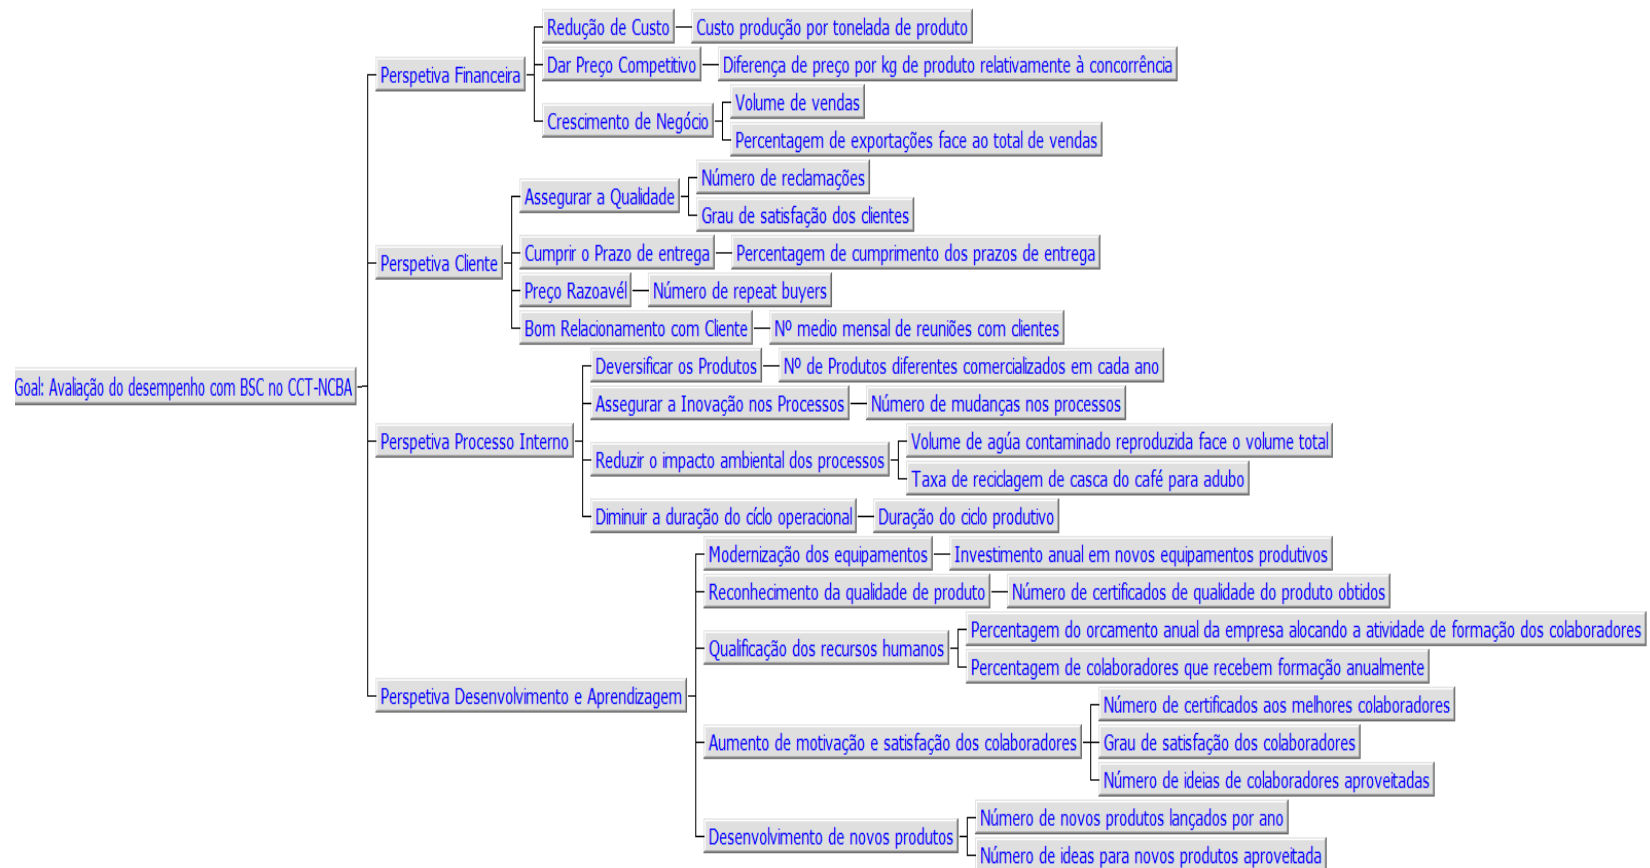 Goal: Avaliação do desempenho com BSC no CCT-NCBA
Perspetiva Financeira
Redução de Custo
Custo produção por tonelada de produto
Dar Preço Competitivo
Diferença de preço por kg de produto relativamente à concorrência
Crescimento de Negócio
Volume de vendas
Percentagem de exportações face ao total de vendas
Perspetiva Cliente
Assegurar a Qualidade
Número de reclamações
Grau de satisfação dos clientes
Cumprir o Prazo de entrega
Percentagem de cumprimento dos prazos de entrega
Preço Razoavél
Número de repeat buyers
Bom Relacionamento com Cliente
Nº medio mensal de reuniões com clientes
Perspetiva Processo Interno
Deversificar os Produtos
Nº de Produtos diferentes comercializados em cada ano
Assegurar a Inovação nos Processos
Número de mudanças nos processos
Reduzir o impacto ambiental dos processos
Volume de agúa contaminado reproduzida face o volume total
Taxa de reciclagem de casca do café para adubo
Diminuir a duração do cíclo operacional
Duração do ciclo produtivo
Perspetiva Desenvolvimento e Aprendizagem
Modernização dos equipamentos
Investimento anual em novos equipamentos produtivos
Reconhecimento da qualidade de produto
Número de certificados de qualidade do produto obtidos
Qualificação dos recursos humanos
Percentagem do orcamento anual da empresa alocando a atividade de formação dos colaboradores
Percentagem de colaboradores que recebem formação anualmente
Aumento de motivação e satisfação dos colaboradores
Número de certificados aos melhores colaboradores
Grau de satisfação dos colaboradores
Número de ideias de colaboradores aproveitadas
Desenvolvimento de novos produtos
Número de novos produtos lançados por ano
Número de ideas para novos produtos aproveitada